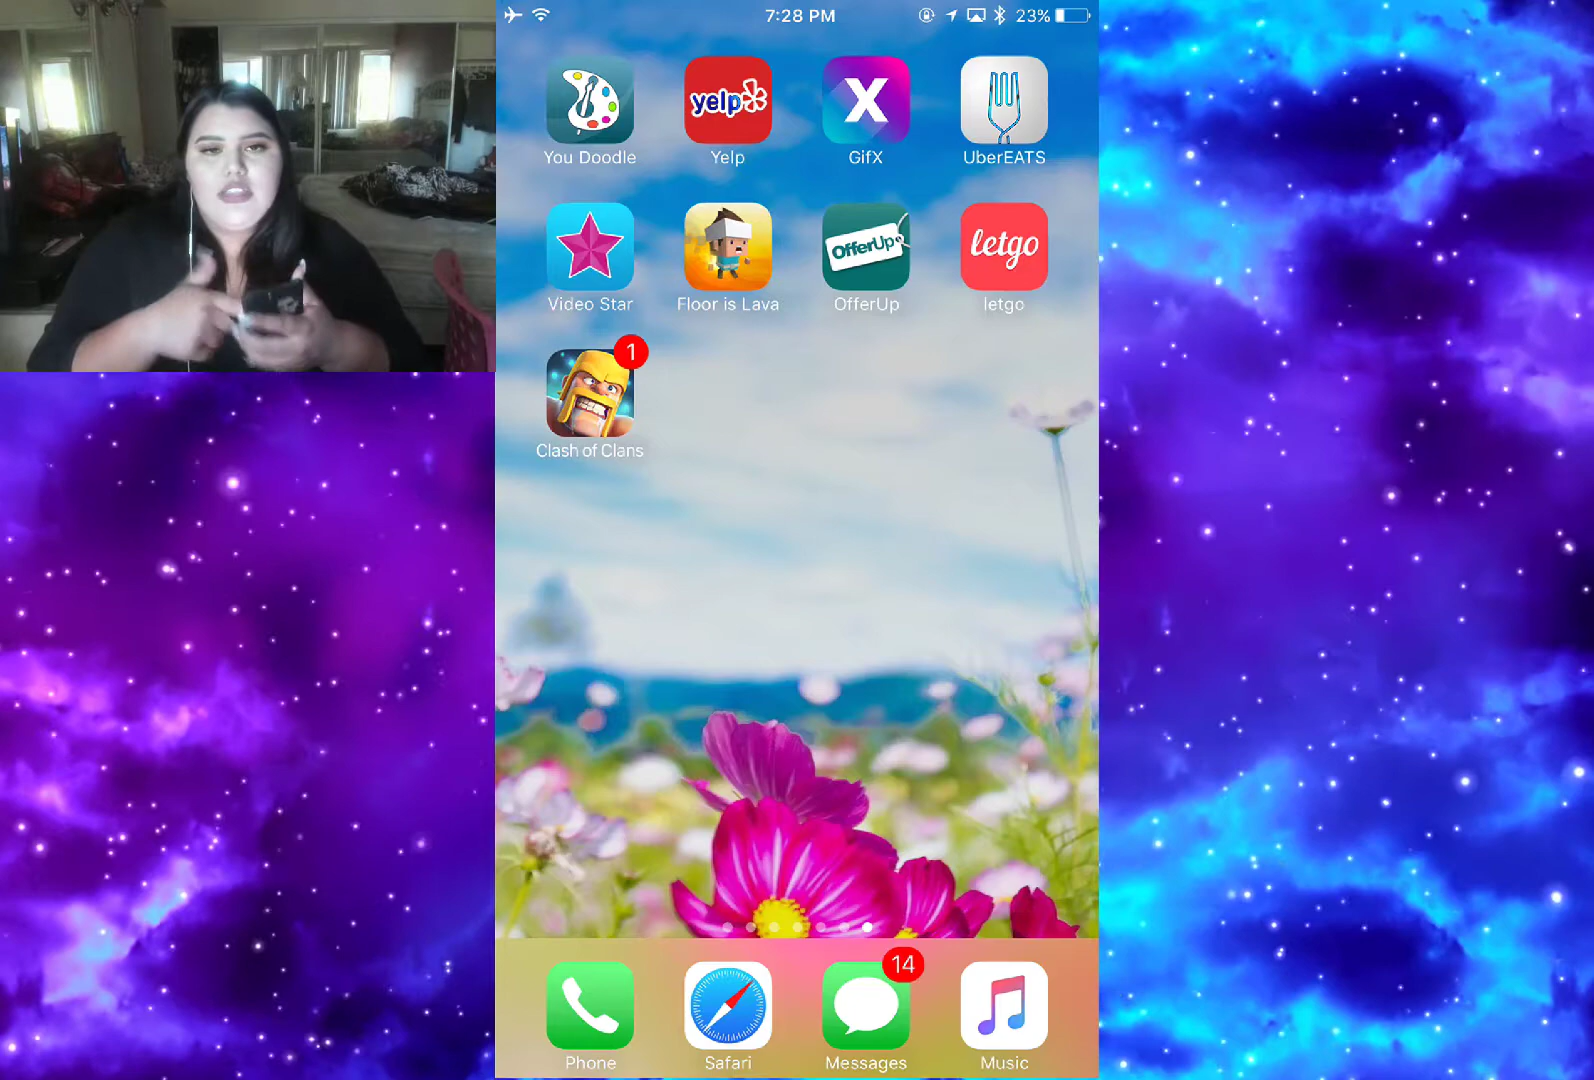 7:28 PM 23%
yelp
You Doodle Yelp GifX UberEATS
OfferUp letgo
Video Star Floor is Lava OfferUp letgo
1
Clash of Clans
14
Phone Safari Messages Music